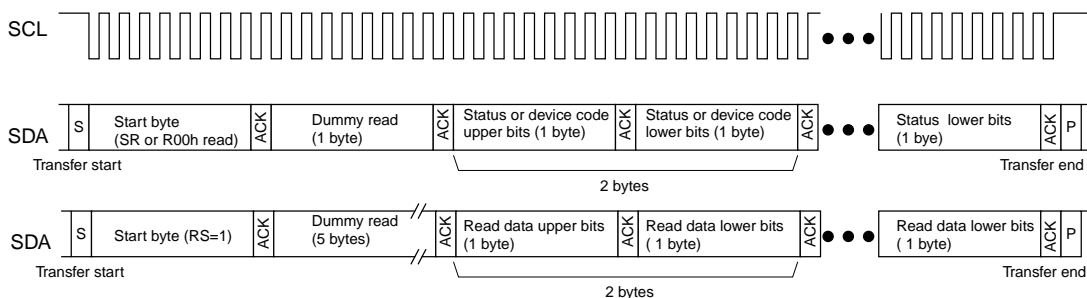 SCL
SDA
S
Start byte
(SR or R00h read)
ACK
Dummy read
(1 byte)
ACK
Status or device code
upper bits (1 byte)
ACK
Status or device code
lower bits (1 byte)
ACK
Status lower bits
(1 bye)
ACK
P
Transfer start
Transfer end
2 bytes
SDA
S
Start byte (RS=1)
ACK
Dummy read
(5 bytes)
ACK
Read data upper bits
(1 byte)
ACK
Read data lower bits
( 1 byte)
ACK
Read data lower bits
( 1 byte)
ACK
P
Transfer start
Transfer end
2 bytes